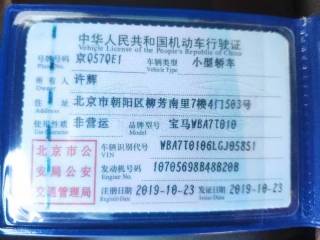 中华人民共和国机动车行驶证
Vehicle License of the People's Republic of China
号牌号码 京Q57QE1 车辆类型 小型轿车
Plate No. Vehicle Type
所有人 许辉
住址 北京市朝阳区柳芳南里7楼4门503号
使用性质 非营运 品牌型号 宝马WBA7T010
Model
北京市公
安局公安
交通管理局
车辆识别代号 WBA7T0106LGJ05851
VIN
发动机号码 10705698B48B20B
Engine No.
注册日期 2019-10-23 发证日期 2019-10-23
Register Date Issue Date